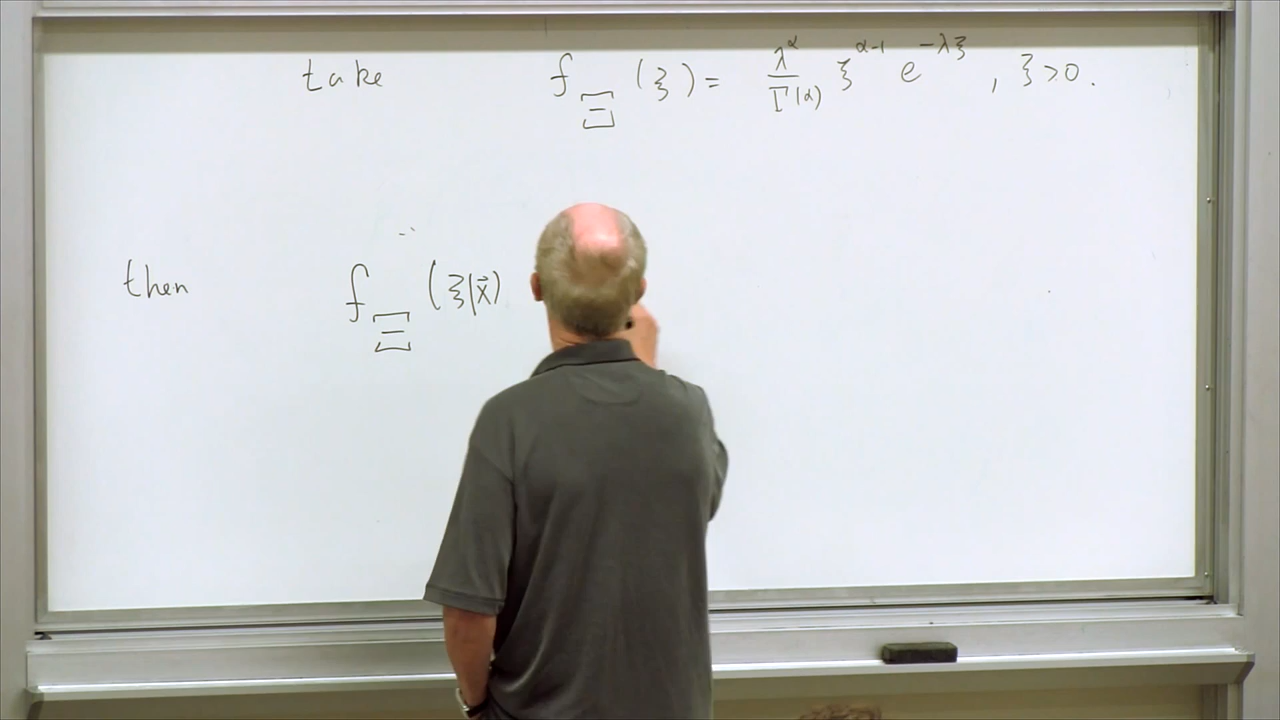 take f_Ξ (ξ) = λ^α / Γ(α) ξ^{α-1} e^{-λξ} , ξ > 0.
then f_Ξ (ξ|x⃗)